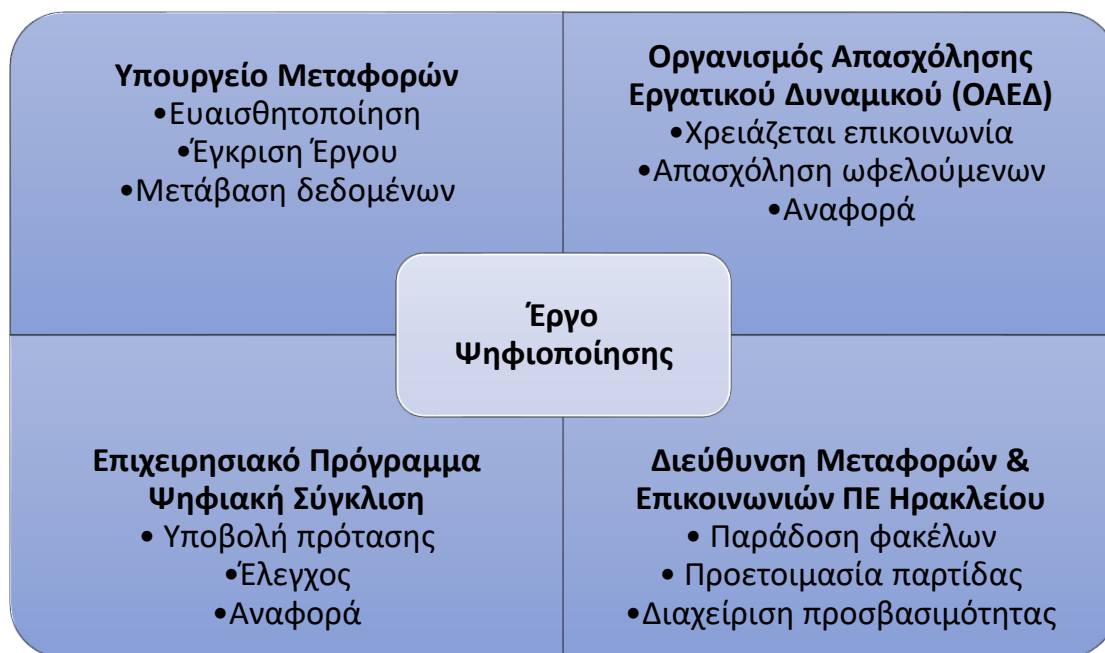 Υπουργείο Μεταφορών
•Ευαισθητοποίηση
•Έγκριση Έργου
•Μετάβαση δεδομένων
Οργανισμός Απασχόλησης
Εργατικού Δυναμικού (ΟΑΕΔ)
•Χρειάζεται επικοινωνία
•Απασχόληση ωφελούμενων
•Αναφορά
Έργο
Ψηφιοποίησης
Επιχειρησιακό Πρόγραμμα
Ψηφιακή Σύγκλιση
• Υποβολή πρότασης
•Έλεγχος
•Αναφορά
Διεύθυνση Μεταφορών &
Επικοινωνιών ΠΕ Ηρακλείου
• Παράδοση φακέλων
• Προετοιμασία παρτίδας
•Διαχείριση προσβασιμότητας